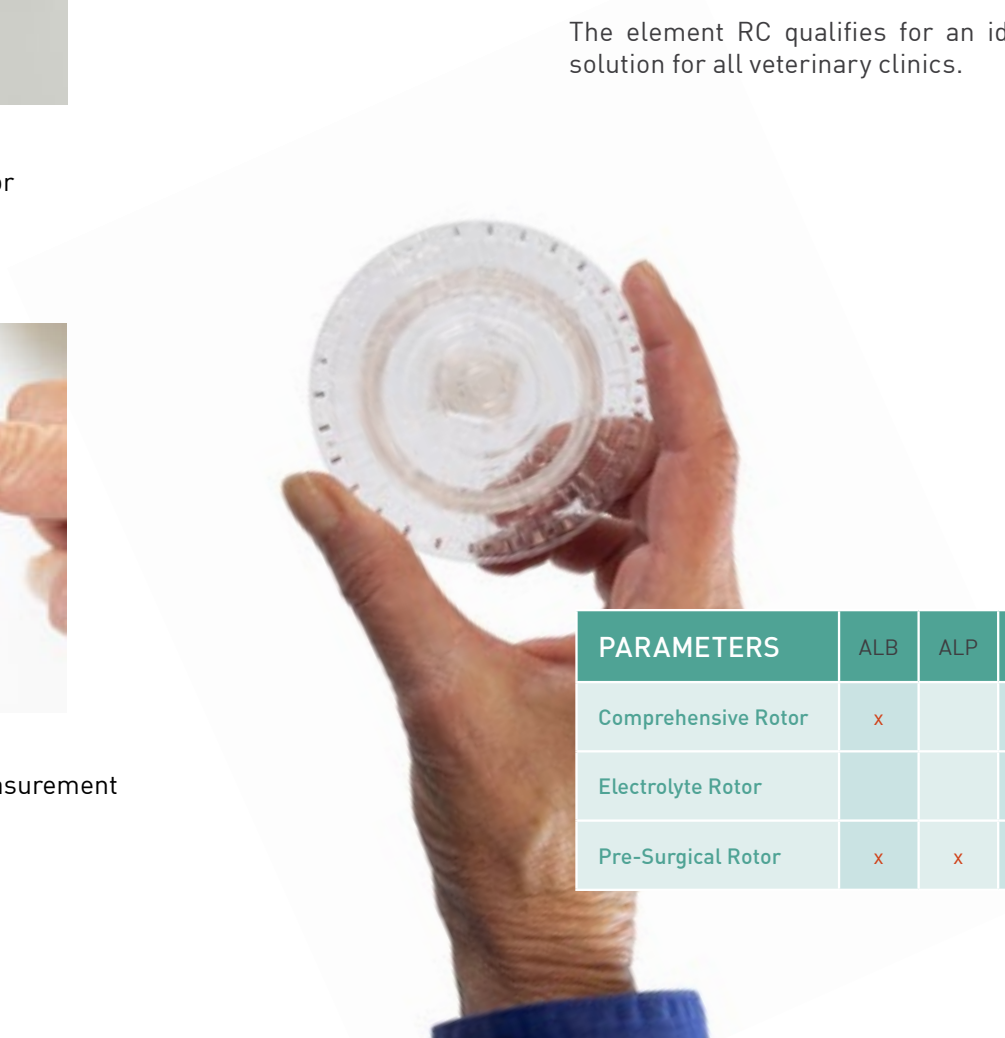 The element RC qualifies for an id
solution for all veterinary clinics.
or
asurement
PARAMETERS ALB ALP
Comprehensive Rotor x
Electrolyte Rotor
Pre-Surgical Rotor x x